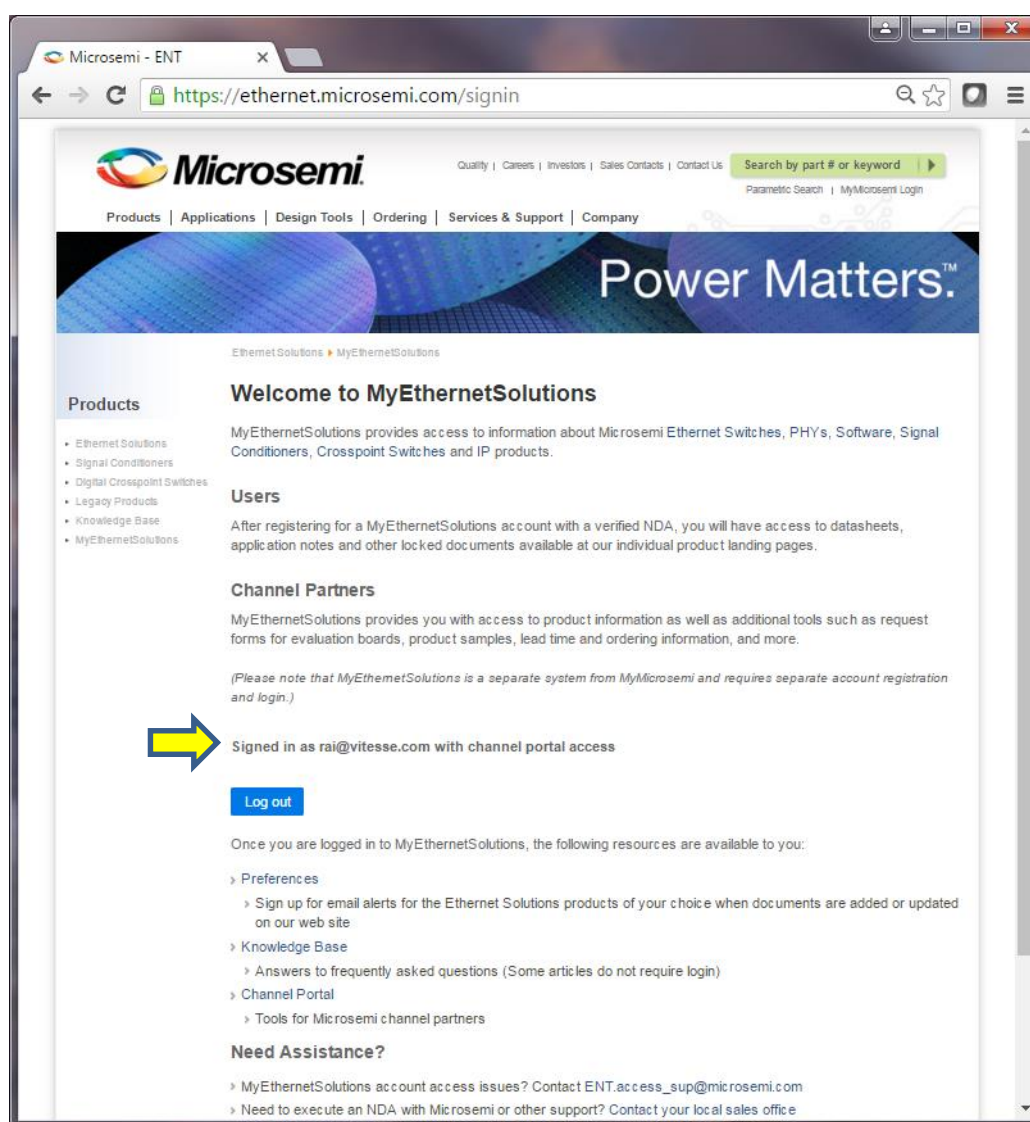 Microsemi - ENT
https://ethernet.microsemi.com/signin
Microsemi.
Quality | Careers | Investors | Sales Contacts | Contact Us
Search by part # or keyword
Parametric Search | MyMicrosemi Login
Products | Applications | Design Tools | Ordering | Services & Support | Company
Power Matters.™
Ethernet Solutions MyEthernetSolutions
Products
Ethernet Solutions
Signal Conditioners
Digital Crosspoint Switches
Legacy Products
Knowledge Base
MyEthernetSolutions
Welcome to MyEthernetSolutions
MyEthernetSolutions provides access to information about Microsemi Ethernet Switches, PHYs, Software, Signal
Conditioners, Crosspoint Switches and IP products.
Users
After registering for a MyEthernetSolutions account with a verified NDA, you will have access to datasheets,
application notes and other locked documents available at our individual product landing pages.
Channel Partners
MyEthernetSolutions provides you with access to product information as well as additional tools such as request
forms for evaluation boards, product samples, lead time and ordering information, and more.
(Please note that MyEthernetSolutions is a separate system from MyMicrosemi and requires separate account registration
and login.)
Signed in as rai@vitesse.com with channel portal access
Log out
Once you are logged in to MyEthernetSolutions, the following resources are available to you:
Preferences
Sign up for email alerts for the Ethernet Solutions products of your choice when documents are added or updated
on our web site
Knowledge Base
Answers to frequently asked questions (Some articles do not require login)
Channel Portal
Tools for Microsemi channel partners
Need Assistance?
MyEthernetSolutions account access issues? Contact ENT.access_sup@microsemi.com
Need to execute an NDA with Microsemi or other support? Contact your local sales office